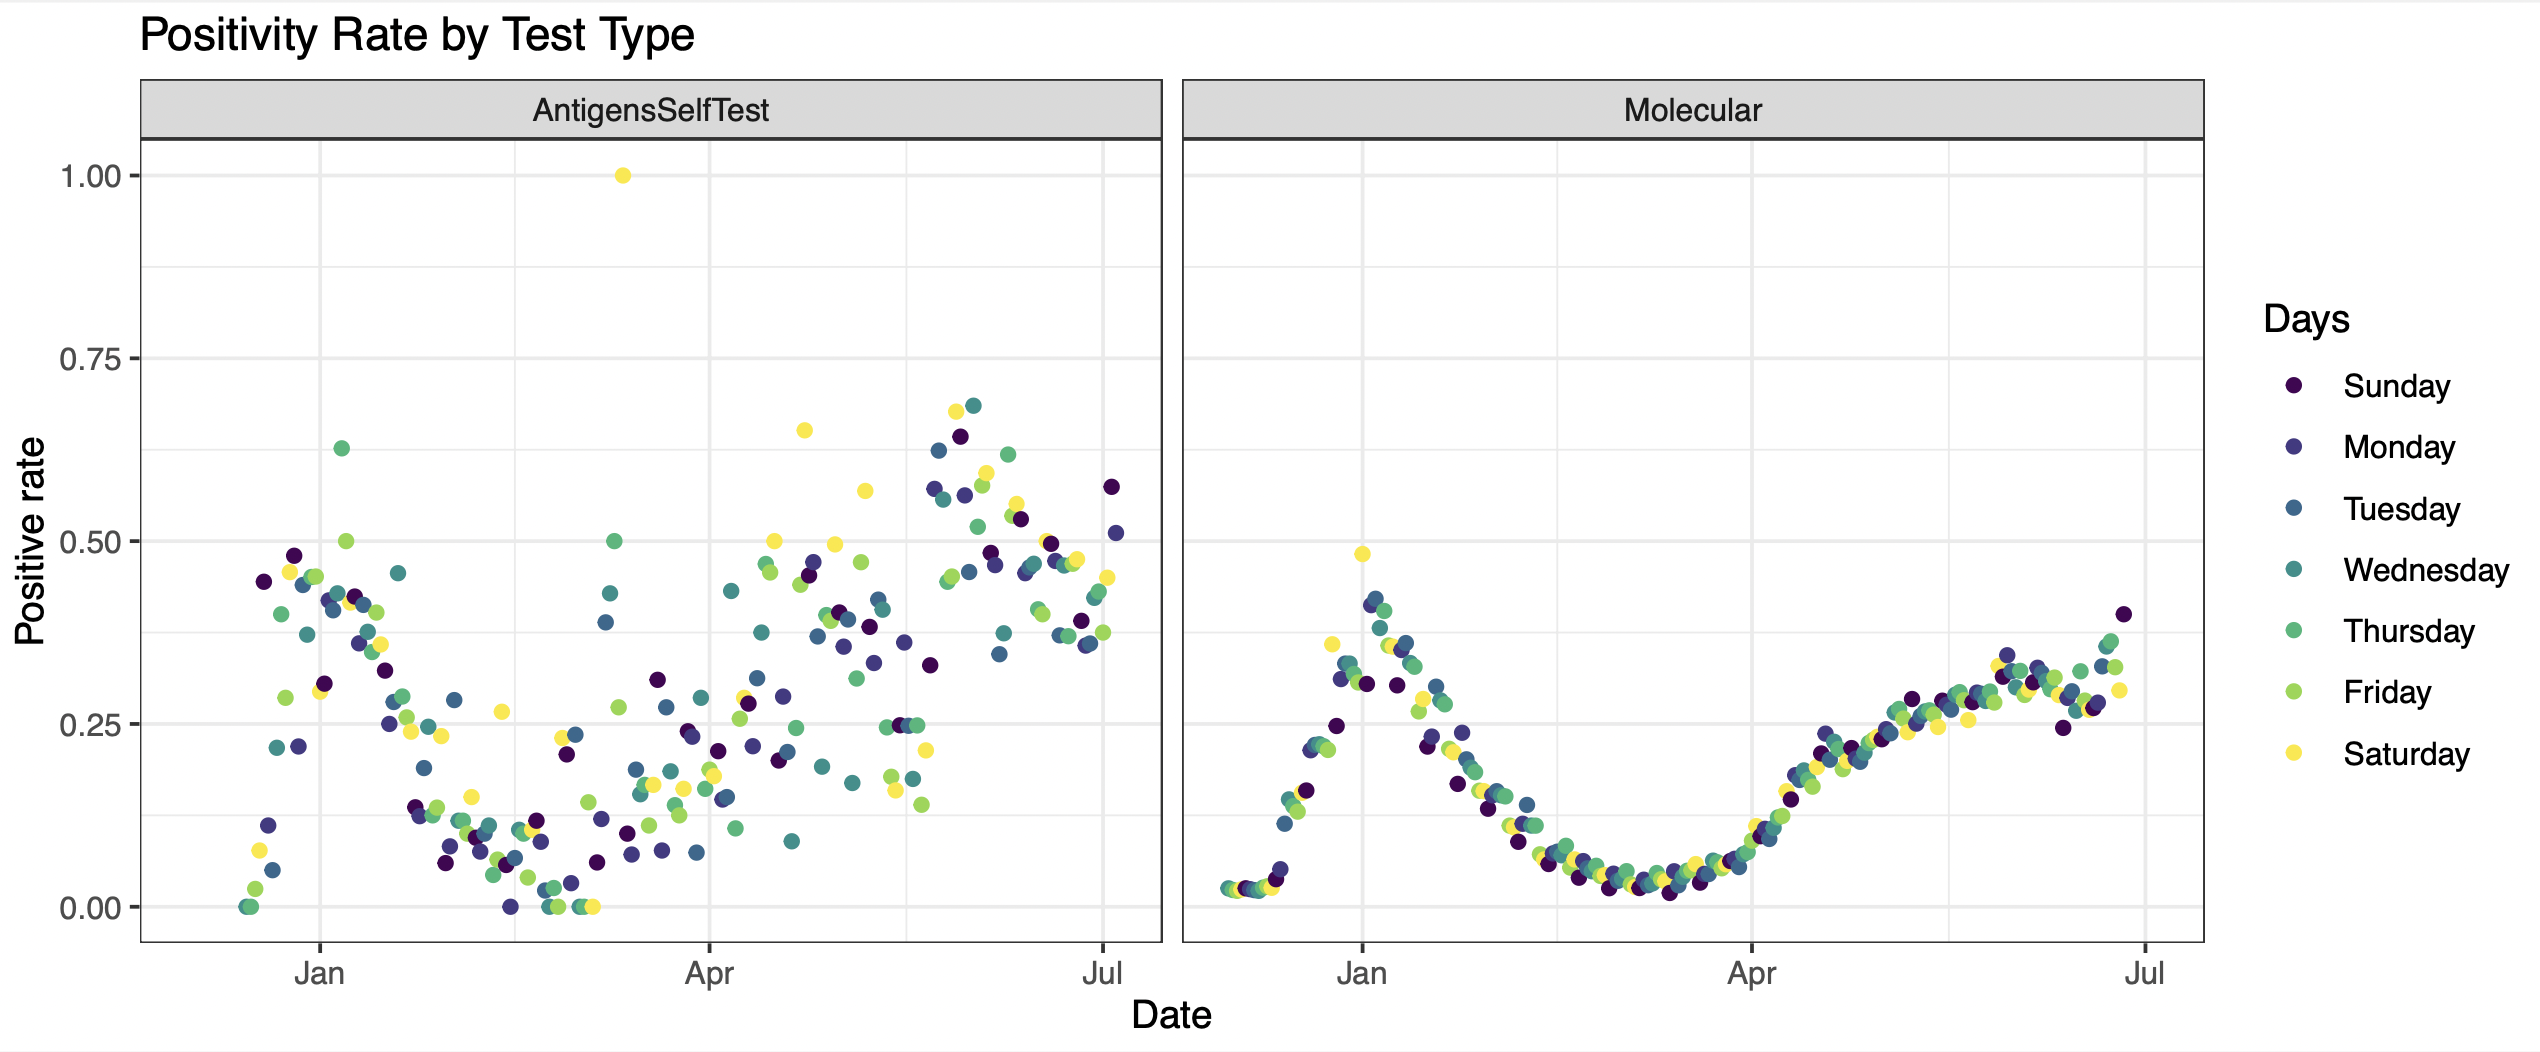 Positivity Rate by Test Type
AntigensSelfTest
Molecular
1.00
0.75
0.50
0.25
0.00
Positive rate
Jan
Apr
Jul
Jan
Apr
Jul
Date
Days
Sunday
Monday
Tuesday
Wednesday
Thursday
Friday
Saturday